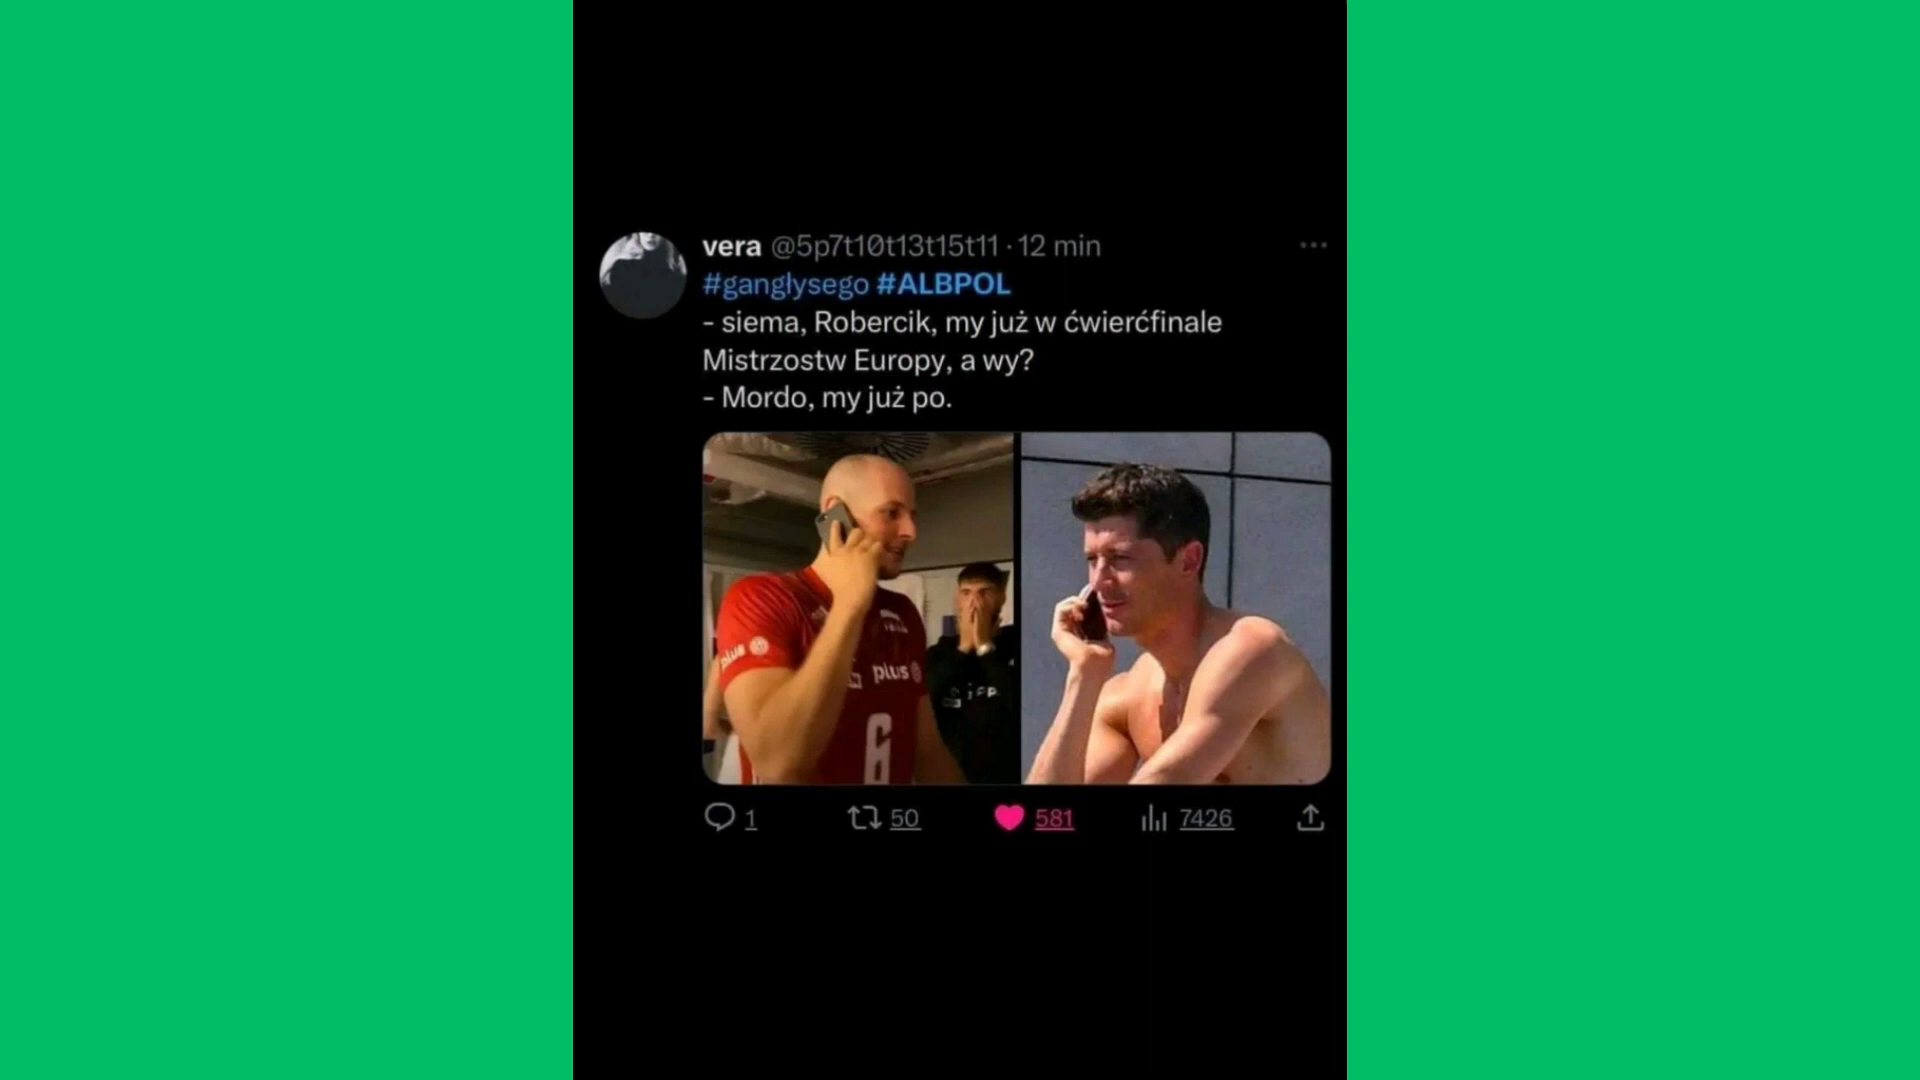 vera @5p7t10t13t15t11 · 12 min
#ganglysego #ALBPOL
- siema, Robercik, my już w ćwierćfinale
Mistrzostw Europy, a wy?
- Mordo, my już po.
plus
plus
6
1 50 581 7426